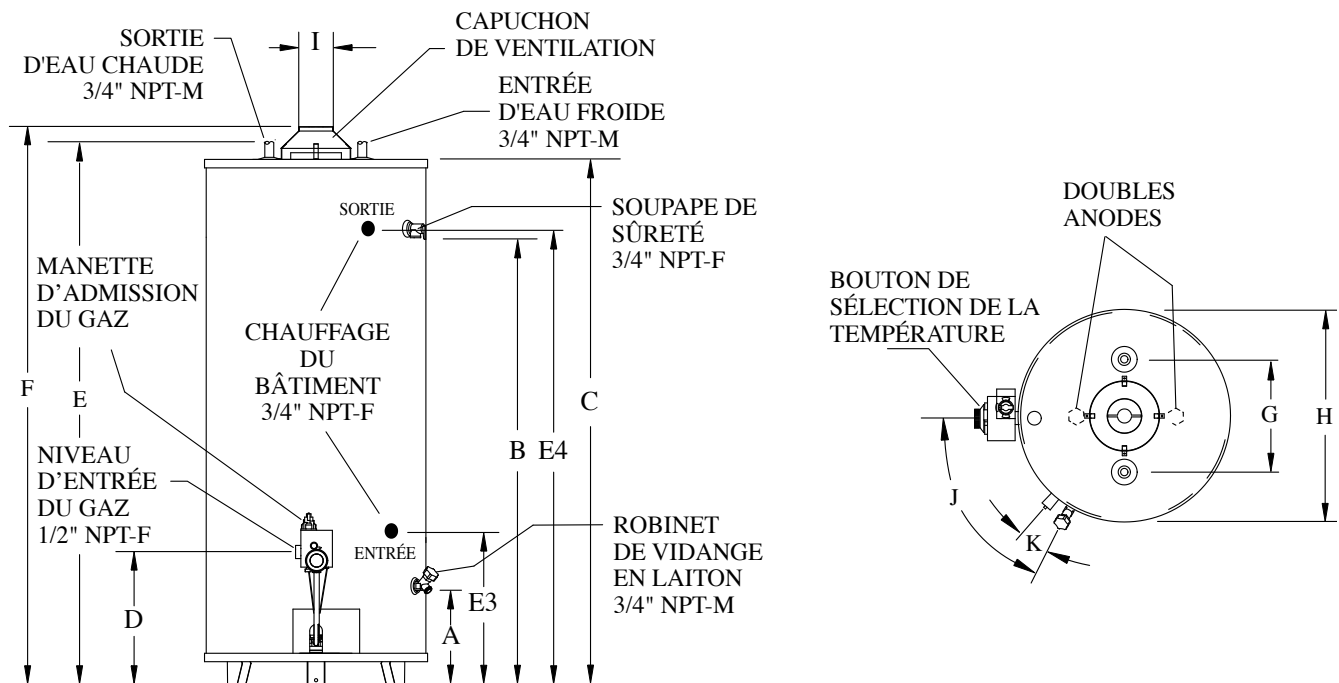 SORTIE
D'EAU CHAUDE
3/4" NPT-M
I
CAPUCHON
DE VENTILATION
ENTRÉE
D'EAU FROIDE
3/4" NPT-M
SORTIE
SOUPAPE DE
SÛRETÉ
3/4" NPT-F
MANETTE
D’ADMISSION
DU GAZ
CHAUFFAGE
DU
BÂTIMENT
3/4" NPT-F
F
E
C
B
E4
NIVEAU
D’ENTRÉE
DU GAZ
1/2" NPT-F
ENTRÉE
ROBINET
DE VIDANGE
EN LAITON
3/4" NPT-M
D
E3
A
DOUBLES
ANODES
BOUTON DE
SÉLECTION DE LA
TEMPÉRATURE
G
H
J
K